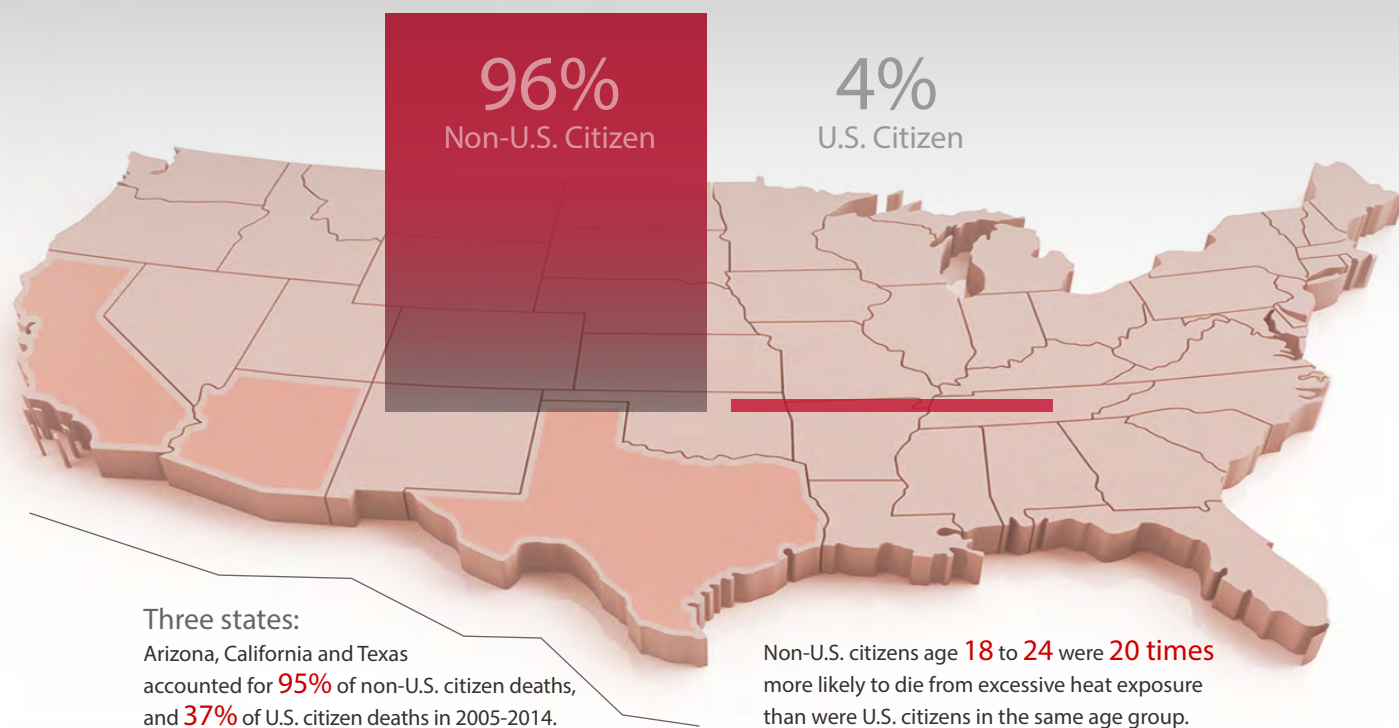 96%
Non-U.S. Citizen
4%
U.S. Citizen
Three states:
Arizona, California and Texas
accounted for 95% of non-U.S. citizen deaths,
and 37% of U.S. citizen deaths in 2005-2014.
Non-U.S. citizens age 18 to 24 were 20 times
more likely to die from excessive heat exposure
than were U.S. citizens in the same age group.